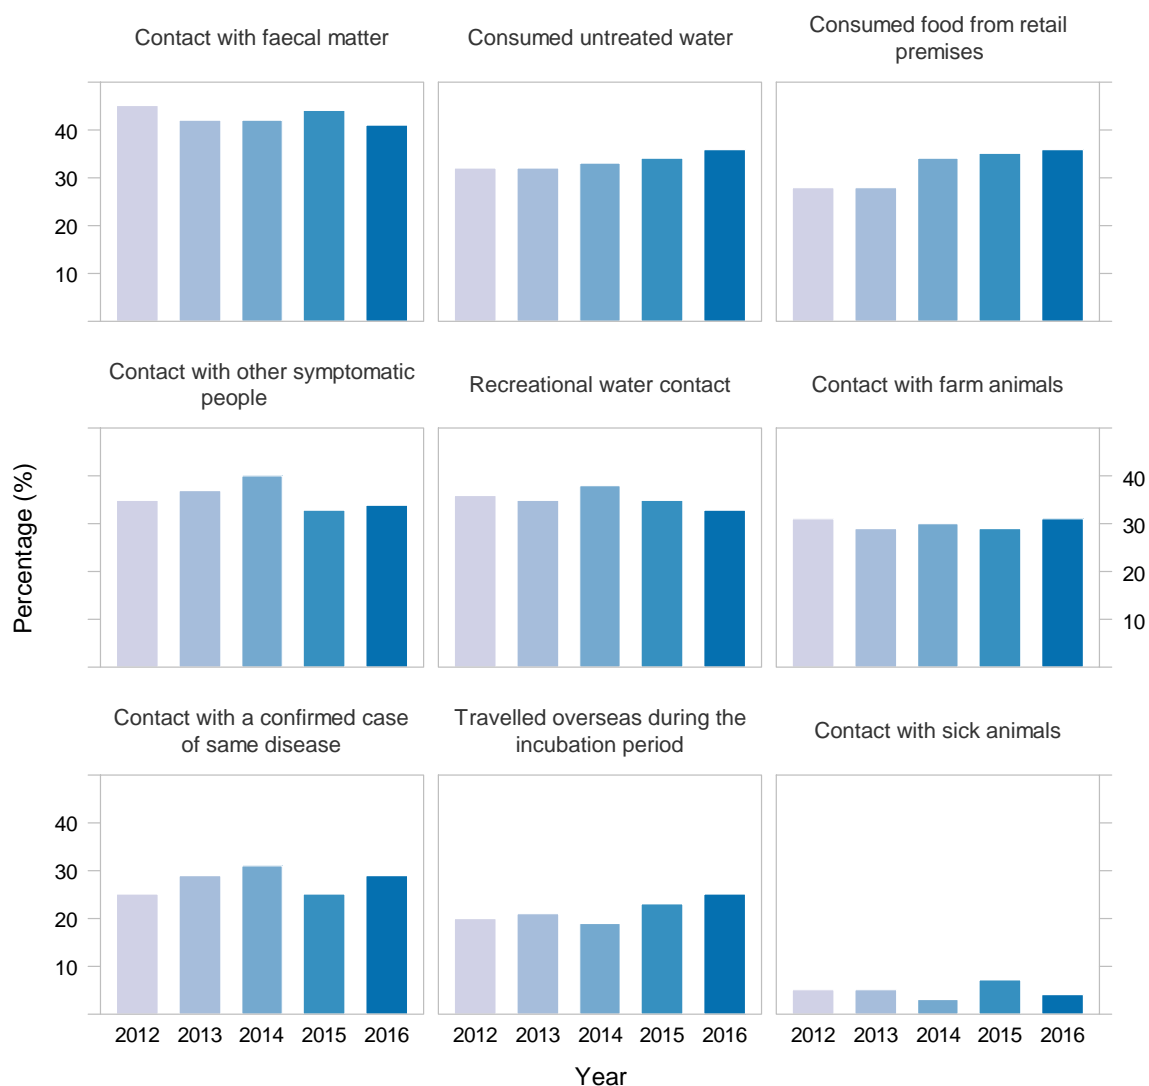 Contact with faecal matter
Consumed untreated water
Consumed food from retail
premises
40
30
20
10
Contact with other symptomatic
people
Recreational water contact
Contact with farm animals
Percentage (%)
40
30
20
10
Contact with a confirmed case
of same disease
Travelled overseas during the
incubation period
Contact with sick animals
40
30
20
10
2012 2013 2014 2015 2016
2012 2013 2014 2015 2016
2012 2013 2014 2015 2016
Year